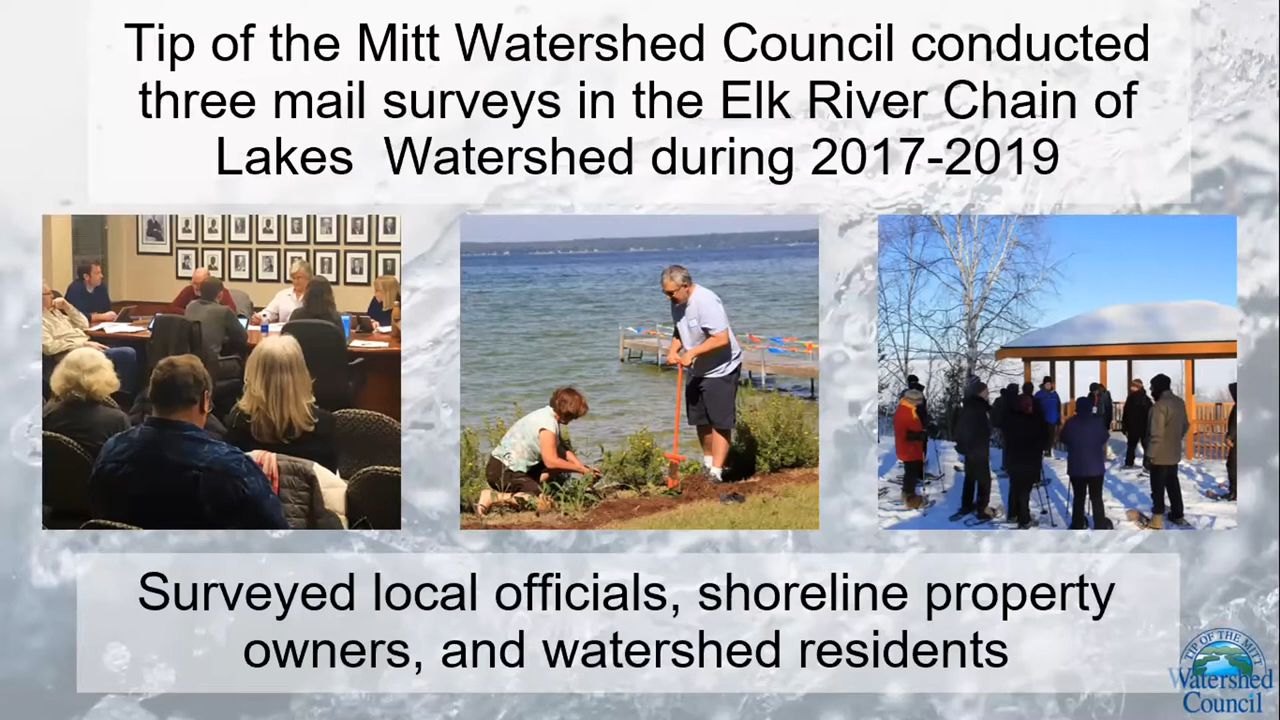 Tip of the Mitt Watershed Council conducted
three mail surveys in the Elk River Chain of
Lakes  Watershed during 2017-2019
Surveyed local officials, shoreline property
owners, and watershed residents
TIP OF THE MITT
Watershed
Council